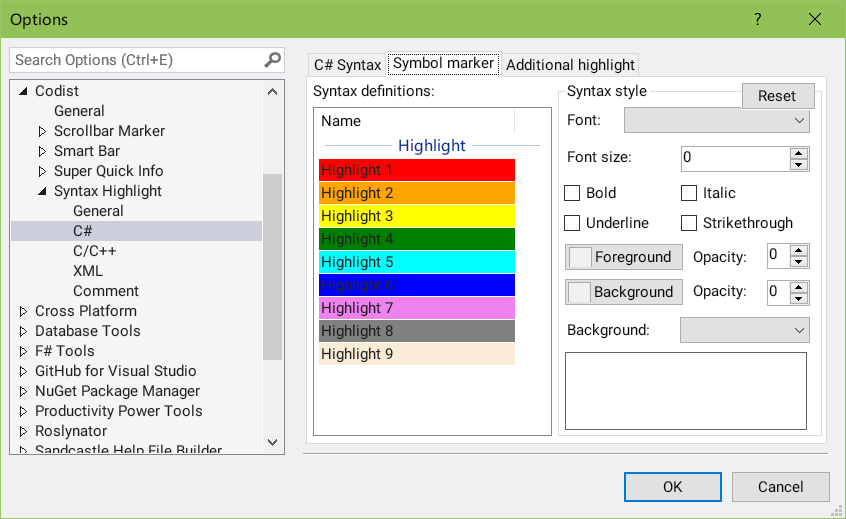 Options
?
Search Options (Ctrl+E)
Codist
General
Scrollbar Marker
Smart Bar
Super Quick Info
Syntax Highlight
General
C#
C/C++
XML
Comment
Cross Platform
Database Tools
F# Tools
GitHub for Visual Studio
NuGet Package Manager
Productivity Power Tools
Roslynator
Sandcastle Help File Builder
C# Syntax
Symbol marker
Additional highlight
Syntax definitions:
Name
Highlight
Highlight 1
Highlight 2
Highlight 3
Highlight 4
Highlight 5
Highlight 6
Highlight 7
Highlight 8
Highlight 9
Syntax style
Reset
Font:
Font size: 0
Bold
Italic
Underline
Strikethrough
Foreground
Opacity: 0
Background
Opacity: 0
Background:
OK
Cancel